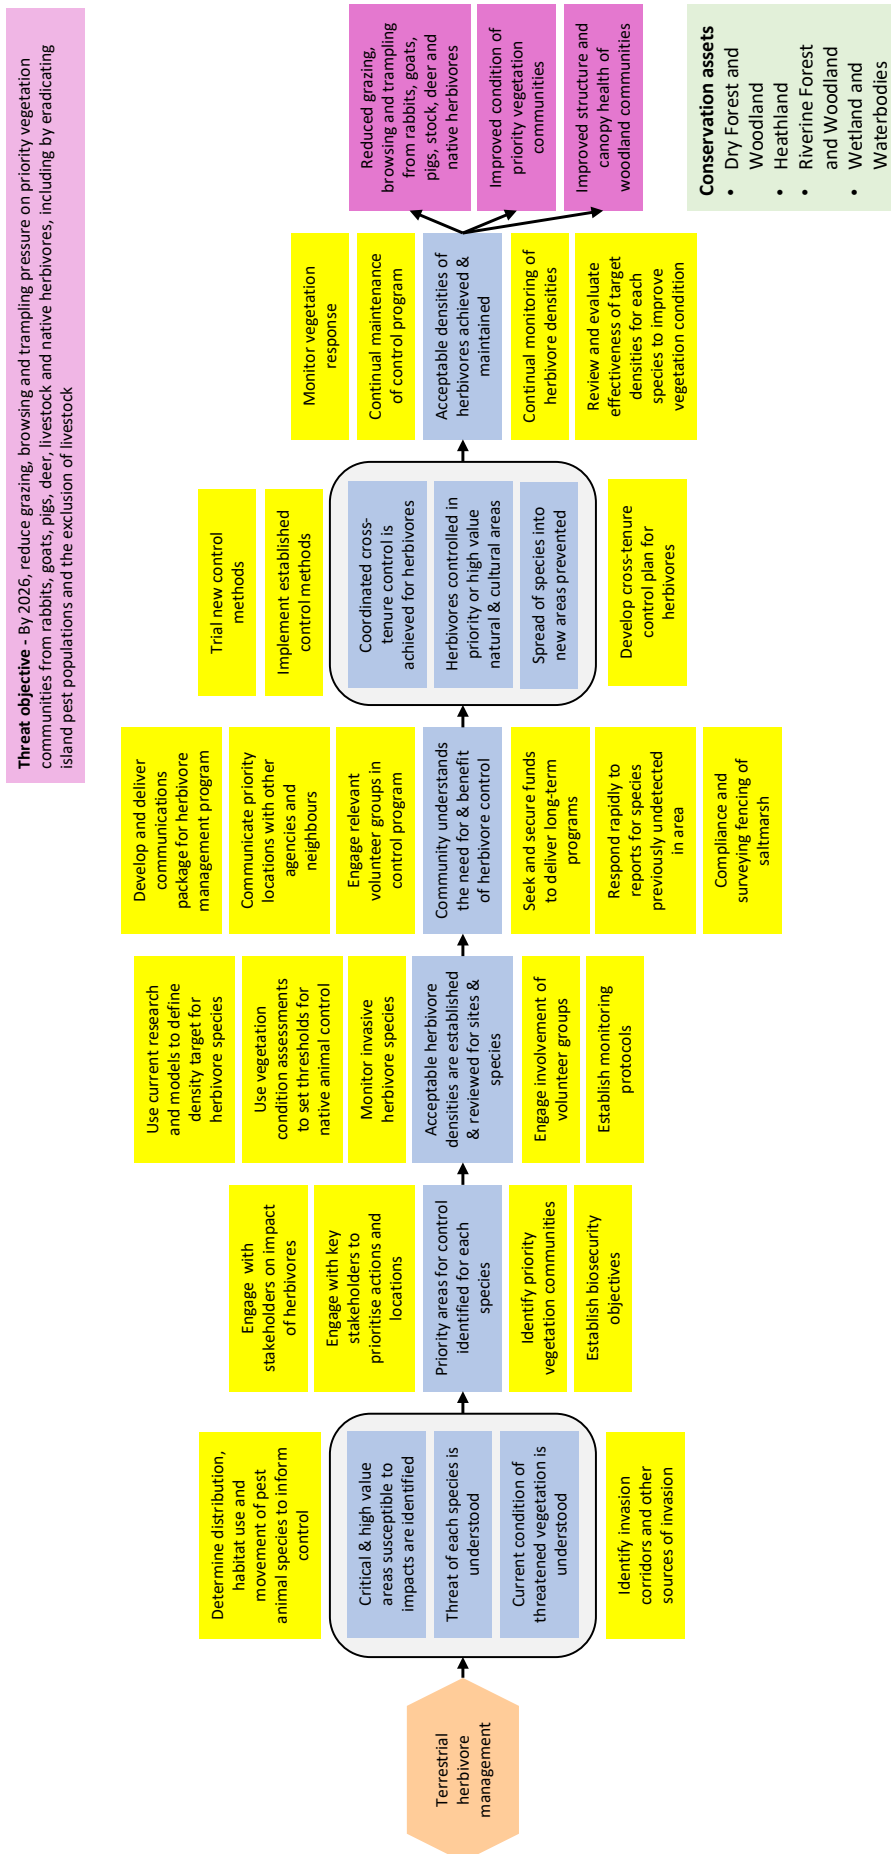 Threat objective - By 2026, reduce grazing, browsing and trampling pressure on priority vegetation
communities from rabbits, goats, pigs, deer, livestock and native herbivores, including by eradicating
island pest populations and the exclusion of livestock
Terrestrial
herbivore
management
Determine distribution,
habitat use and
movement of pest
animal species to inform
control
Critical & high value
areas susceptible to
impacts are identified
Threat of each species is
understood
Current condition of
threatened vegetation is
understood
Identify invasion
corridors and other
sources of invasion
Engage with
stakeholders on impact
of herbivores
Engage with key
stakeholders to
prioritise actions and
locations
Priority areas for control
identified for each
species
Identify priority
vegetation communities
Establish biosecurity
objectives
Use current research
and models to define
density target for
herbivore species
Use vegetation
condition assessments
to set thresholds for
native animal control
Monitor invasive
herbivore species
Acceptable herbivore
densities are established
& reviewed for sites &
species
Engage involvement of
volunteer groups
Establish monitoring
protocols
Develop and deliver
communications
package for herbivore
management program
Communicate priority
locations with other
agencies and
neighbours
Engage relevant
volunteer groups in
control program
Community understands
the need for & benefit
of herbivore control
Seek and secure funds
to deliver long-term
programs
Respond rapidly to
reports for species
previously undetected
in area
Compliance and
surveying fencing of
saltmarsh
Trial new control
methods
Implement established
control methods
Coordinated cross-
tenure control is
achieved for herbivores
Herbivores controlled in
priority or high value
natural & cultural areas
Spread of species into
new areas prevented
Develop cross-tenure
control plan for
herbivores
Monitor vegetation
response
Continual maintenance
of control program
Acceptable densities of
herbivores achieved &
maintained
Continual monitoring of
herbivore densities
Review and evaluate
effectiveness of target
densities for each
species to improve
vegetation condition
Reduced grazing,
browsing and trampling
from rabbits, goats,
pigs, stock, deer and
native herbivores
Improved condition of
priority vegetation
communities
Improved structure and
canopy health of
woodland communities
Conservation assets
• Dry Forest and
Woodland
• Heathland
• Riverine Forest
and Woodland
• Wetland and
Waterbodies